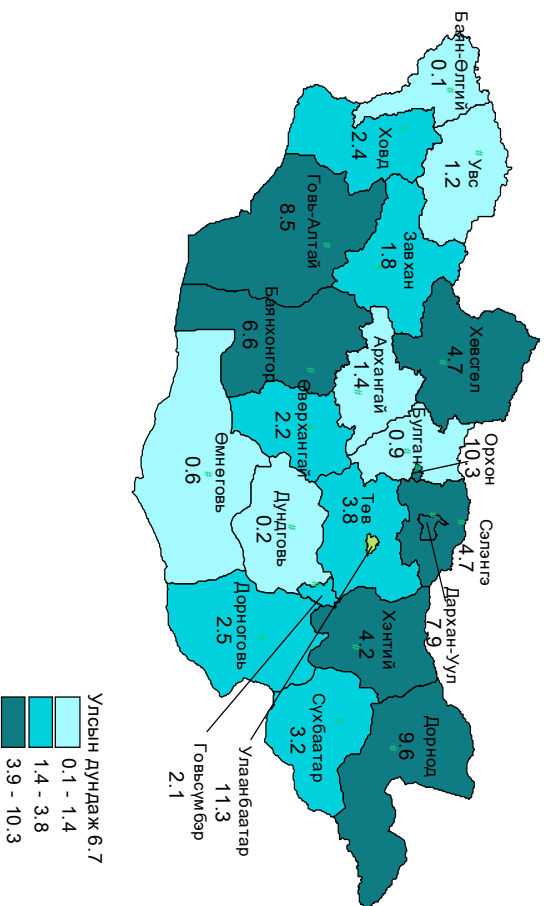 Баян-Өлгий
0.1
Увс
1.2
Ховд
2.4
Завхан
1.8
Говь-Алтай
8.5
Хөвсгөл
4.7
Баянхонгор
6.6
Архангай
1.4
Өвөрхангай
2.2
Булган
0.9
Орхон
10.3
Сэлэнгэ
4.7
Дархан-Уул
7.9
Төв
3.8
Өмнөговь
0.6
Дундговь
0.2
Дорноговь
2.5
Хэнтий
4.2
Сүхбаатар
3.2
Дорнод
9.6
Улаанбаатар
11.3
Говьсүмбэр
2.1
Улсын дундаж 6.7
0.1 - 1.4
1.4 - 3.8
3.9 - 10.3